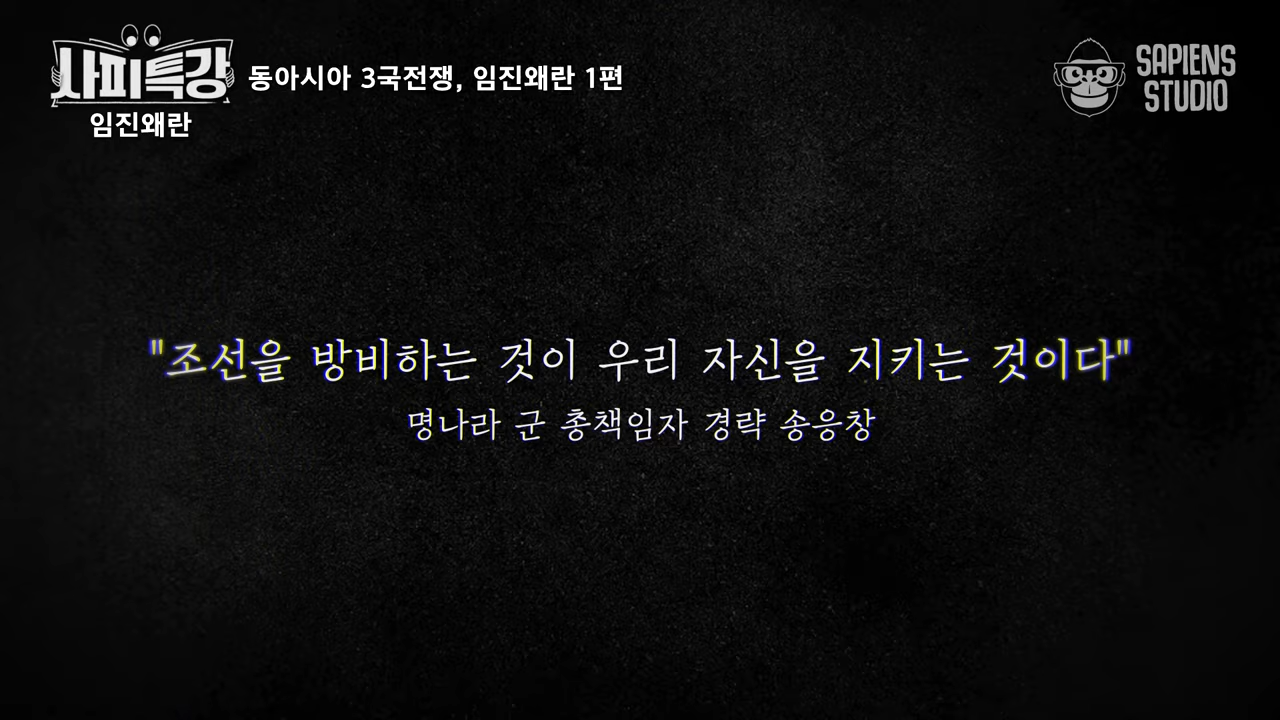 사피특강
동아시아 3국전쟁, 임진왜란 1편
임진왜란
SAPIENS
STUDIO
"조선을 방비하는 것이 우리 자신을 지키는 것이다"
명나라 군 총책임자 경략 송응창